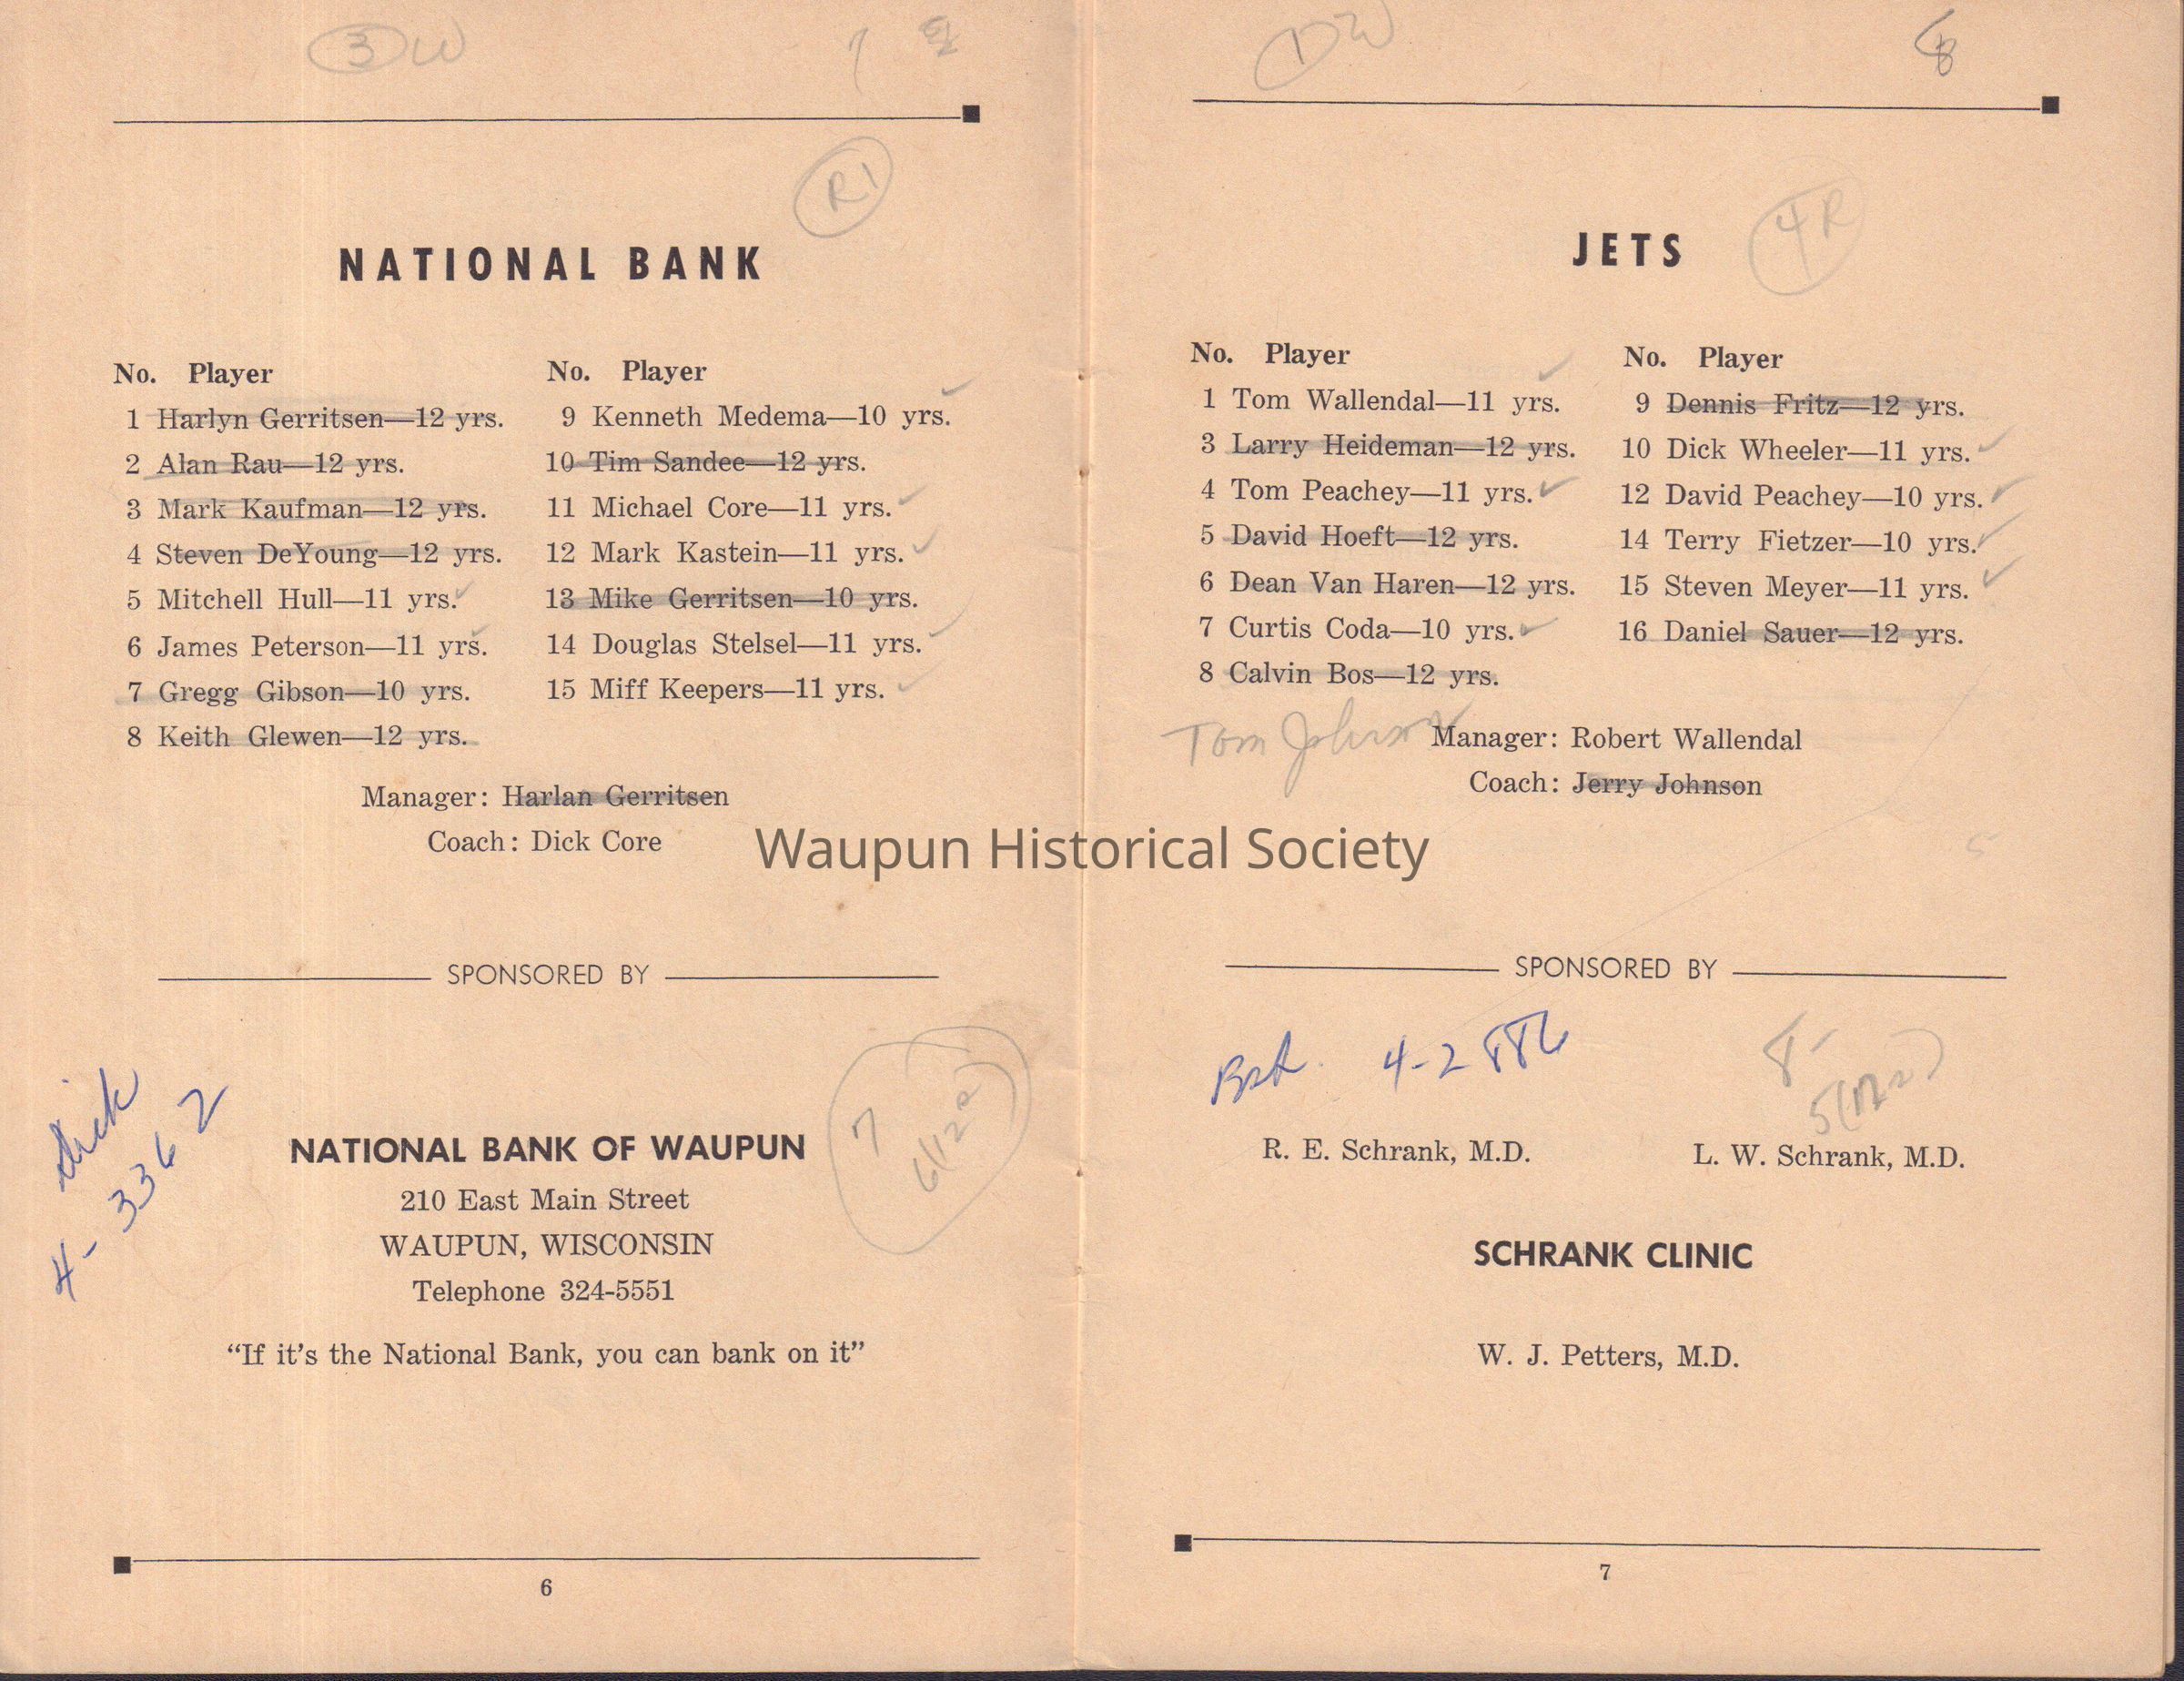 3 W
7
R1
NATIONAL BANK
No. Player
1 Harlyn Gerritsen—12 yrs.
2 Alan Rau—12 yrs.
3 Mark Kaufman—12 yrs.
4 Steven DeYoung—12 yrs.
5 Mitchell Hull—11 yrs.
6 James Peterson—11 yrs.
7 Gregg Gibson—10 yrs.
8 Keith Glewen—12 yrs.
No. Player
9 Kenneth Medema—10 yrs.
10 Tim Sandee—12 yrs.
11 Michael Core—11 yrs.
12 Mark Kastein—11 yrs.
13 Mike Gerritsen—10 yrs.
14 Douglas Stelsel—11 yrs.
15 Miff Keepers—11 yrs.
Manager: Harlan Gerritsen
Coach: Dick Core
SPONSORED BY
Dick
4-3362
7
NATIONAL BANK OF WAUPUN
210 East Main Street
WAUPUN, WISCONSIN
Telephone 324-5551
“If it’s the National Bank, you can bank on it”
6
1 W
8
4R
JETS
No. Player
1 Tom Wallendal—11 yrs.
3 Larry Heideman—12 yrs.
4 Tom Peachey—11 yrs.
5 David Hoeft—12 yrs.
6 Dean Van Haren—12 yrs.
7 Curtis Coda—10 yrs.
8 Calvin Bos—12 yrs.
No. Player
9 Dennis Fritz—12 yrs.
10 Dick Wheeler—11 yrs.
12 David Peachey—10 yrs.
14 Terry Fietzer—10 yrs.
15 Steven Meyer—11 yrs.
16 Daniel Sauer—12 yrs.
Tom Johnson
Manager: Robert Wallendal
Coach: Jerry Johnson
5
Waupun Historical Society
SPONSORED BY
4-2886
8-
R. E. Schrank, M.D.
L. W. Schrank, M.D.
SCHRANK CLINIC
W. J. Petters, M.D.
7